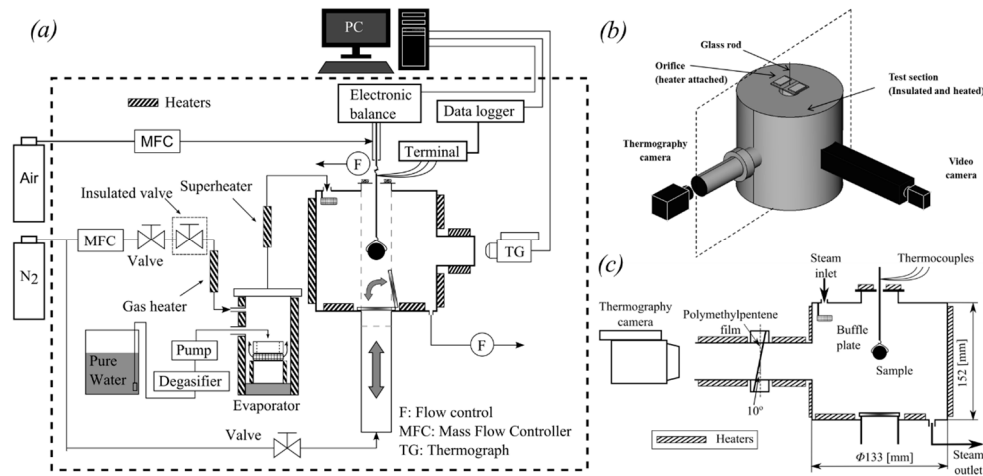 (a)
PC
Heaters
Electronic
balance
Data logger
MFC
Terminal
F
Air
Superheater
Insulated valve
N2
MFC
Valve
TG
Gas heater
Pump
Pure
Water
Degasifier
F
Evaporator
F: Flow control
MFC: Mass Flow Controller
TG: Thermograph
Valve
(b)
Glass rod
Orifice
(heater attached)
Test section
(Insulated and heated)
Thermography
camera
Video
camera
(c)
Steam
inlet
Thermocouples
Thermography
camera
Polymethylpentene
film
Buffle
plate
Sample
152 [mm]
10º
Heaters
Φ133 [mm]
Steam
outlet